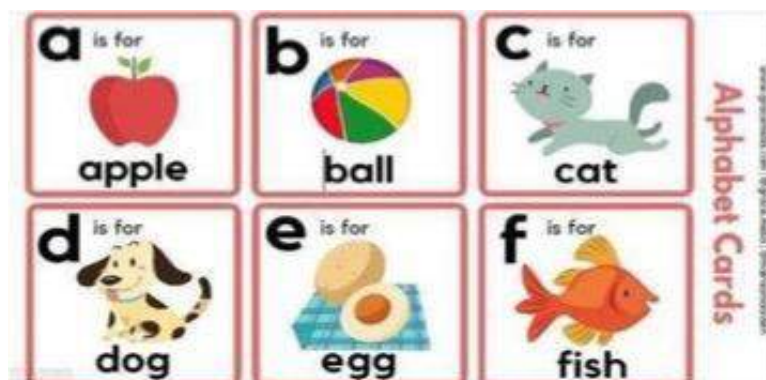 a is for
apple
b is for
ball
c is for
cat
d is for
dog
e is for
egg
f is for
fish
Alphabet Cards